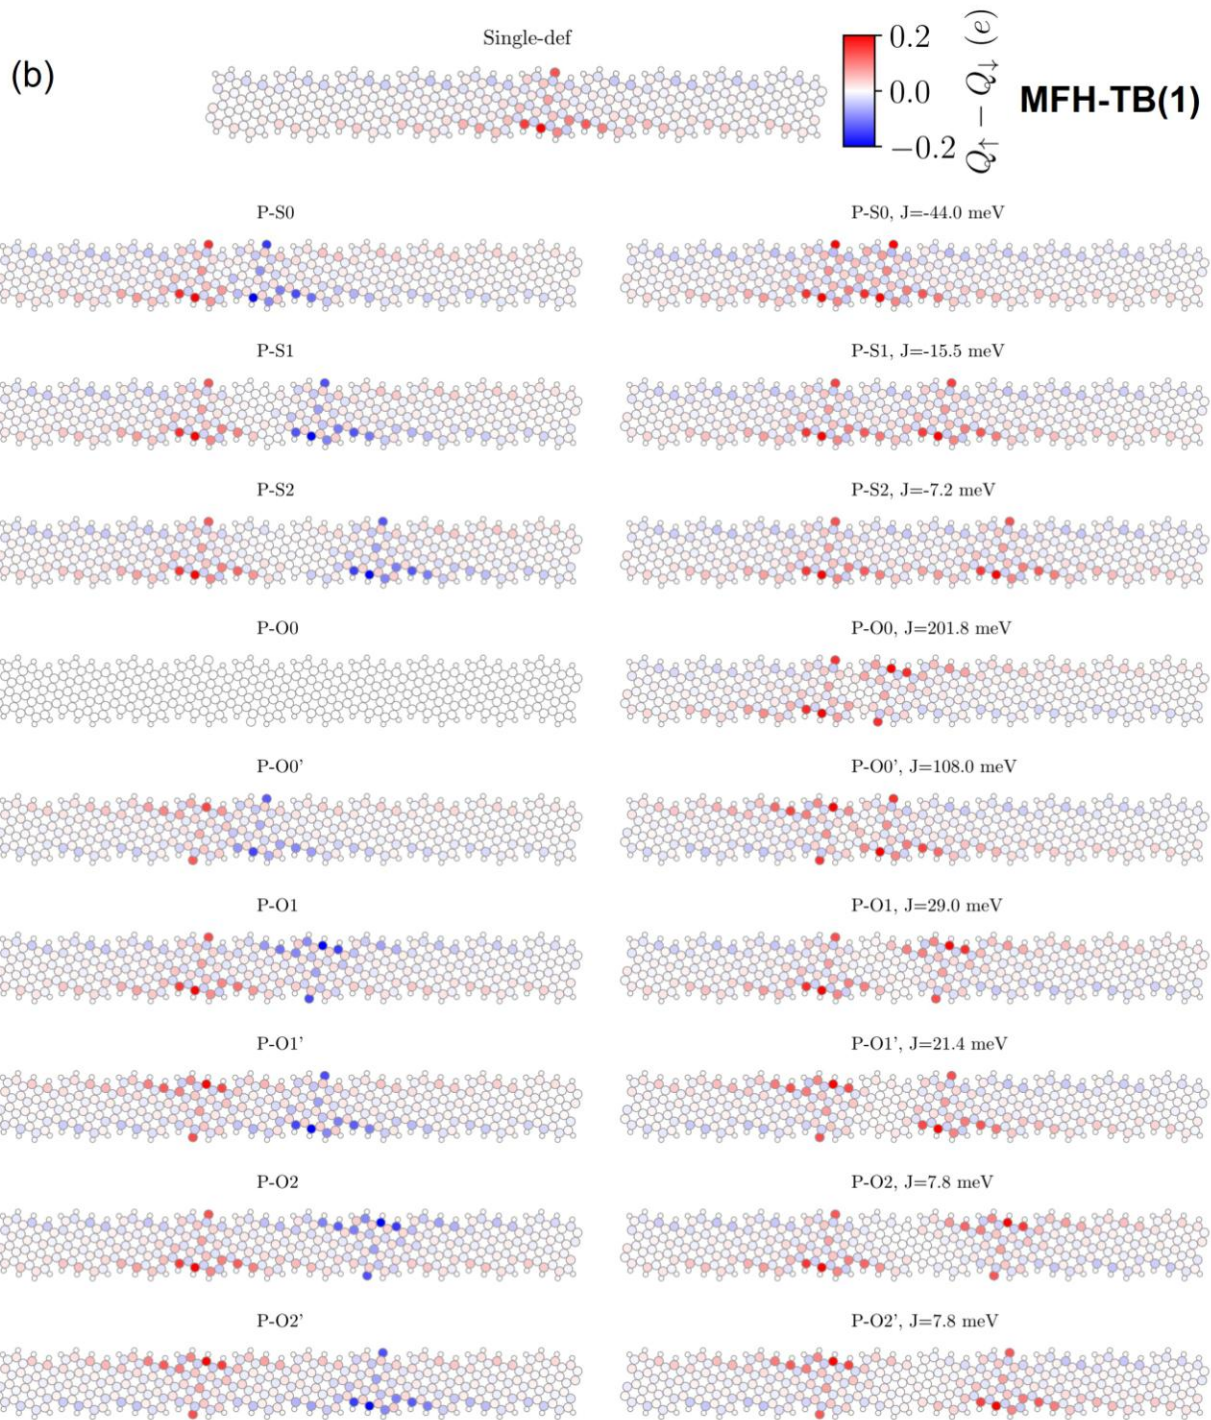 Single-def
(b)
0.2
0.0
−0.2
Q↑ − Q↓ (e)
MFH-TB(1)
P-S0
P-S0, J=-44.0 meV
P-S1
P-S1, J=-15.5 meV
P-S2
P-S2, J=-7.2 meV
P-O0
P-O0, J=201.8 meV
P-O0’
P-O0’, J=108.0 meV
P-O1
P-O1, J=29.0 meV
P-O1’
P-O1’, J=21.4 meV
P-O2
P-O2, J=7.8 meV
P-O2’
P-O2’, J=7.8 meV